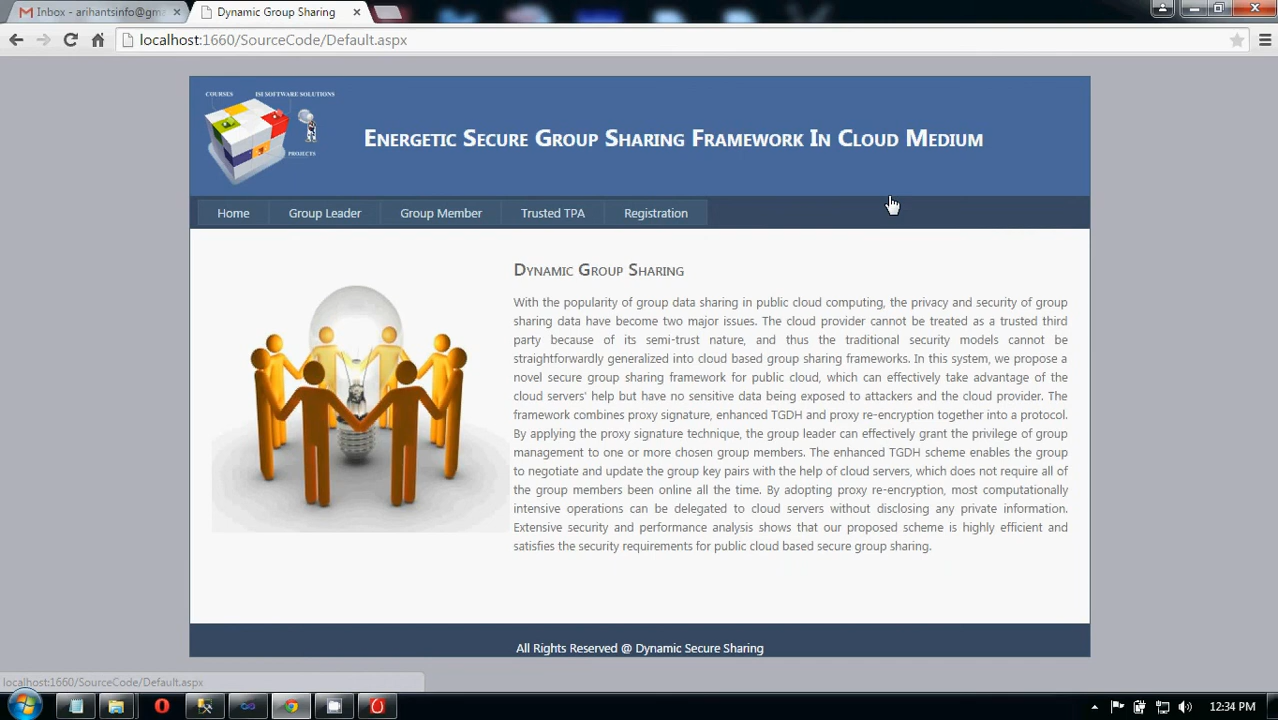 Inbox - arihantsinfo@gma
Dynamic Group Sharing
localhost:1660/SourceCode/Default.aspx
COURSES ISI SOFTWARE SOLUTIONS
PROJECTS
Energetic Secure Group Sharing Framework In Cloud Medium
Home Group Leader Group Member Trusted TPA Registration
Dynamic Group Sharing
With the popularity of group data sharing in public cloud computing, the privacy and security of group
sharing data have become two major issues. The cloud provider cannot be treated as a trusted third
party because of its semi-trust nature, and thus the traditional security models cannot be
straightforwardly generalized into cloud based group sharing frameworks. In this system, we propose a
novel secure group sharing framework for public cloud, which can effectively take advantage of the
cloud servers' help but have no sensitive data being exposed to attackers and the cloud provider. The
framework combines proxy signature, enhanced TGDH and proxy re-encryption together into a protocol.
By applying the proxy signature technique, the group leader can effectively grant the privilege of group
management to one or more chosen group members. The enhanced TGDH scheme enables the group
to negotiate and update the group key pairs with the help of cloud servers, which does not require all of
the group members been online all the time. By adopting proxy re-encryption, most computationally
intensive operations can be delegated to cloud servers without disclosing any private information.
Extensive security and performance analysis shows that our proposed scheme is highly efficient and
satisfies the security requirements for public cloud based secure group sharing.
All Rights Reserved @ Dynamic Secure Sharing
localhost:1660/SourceCode/Default.aspx
12:34 PM